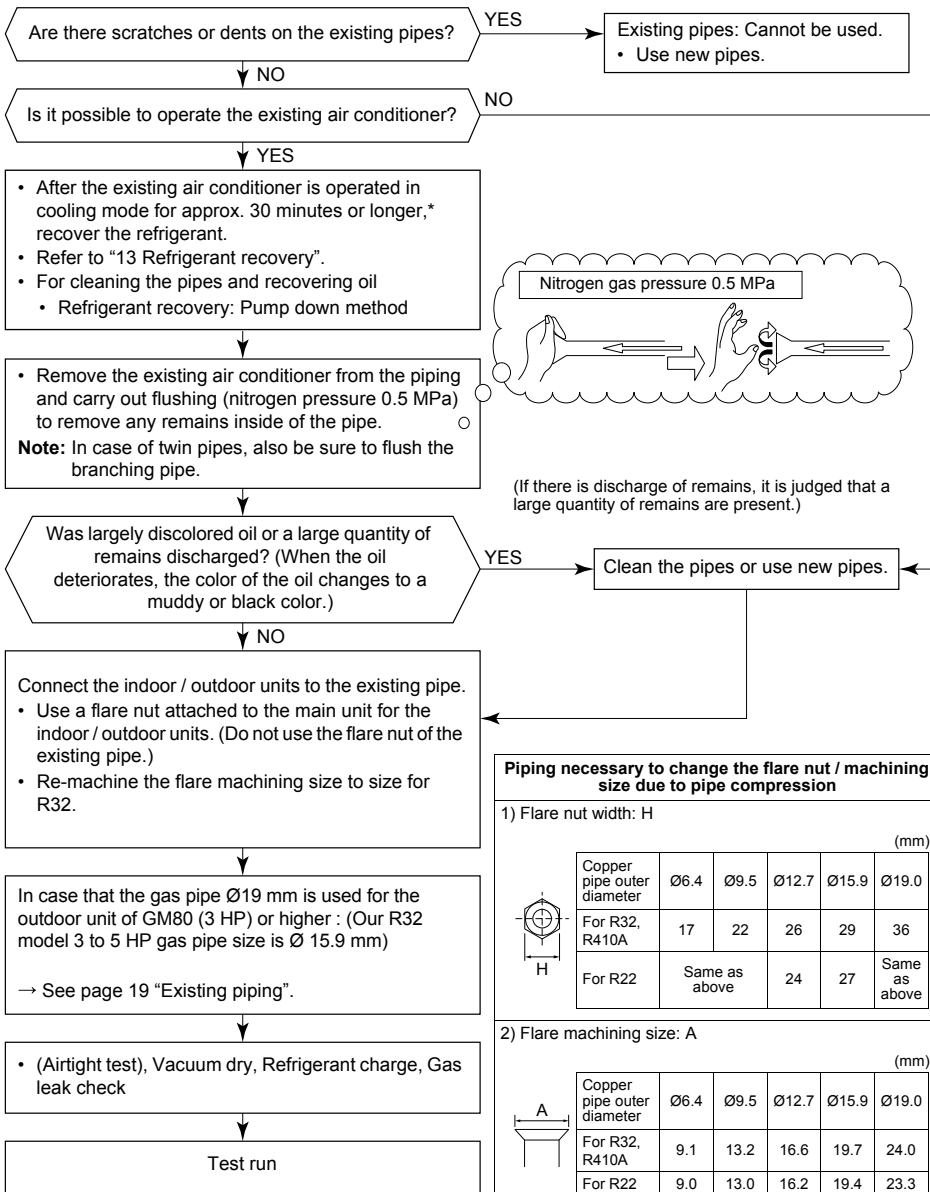 Are there scratches or dents on the existing pipes?
YES
Existing pipes: Cannot be used.
• Use new pipes.
NO
Is it possible to operate the existing air conditioner?
NO
YES
• After the existing air conditioner is operated in
cooling mode for approx. 30 minutes or longer,*
recover the refrigerant.
• Refer to “13 Refrigerant recovery”.
• For cleaning the pipes and recovering oil
• Refrigerant recovery: Pump down method
Nitrogen gas pressure 0.5 MPa
• Remove the existing air conditioner from the piping
and carry out flushing (nitrogen pressure 0.5 MPa)
to remove any remains inside of the pipe.
Note: In case of twin pipes, also be sure to flush the
branching pipe.
(If there is discharge of remains, it is judged that a
large quantity of remains are present.)
Was largely discolored oil or a large quantity of
remains discharged? (When the oil
deteriorates, the color of the oil changes to a
muddy or black color.)
YES
Clean the pipes or use new pipes.
NO
Connect the indoor / outdoor units to the existing pipe.
• Use a flare nut attached to the main unit for the
indoor / outdoor units. (Do not use the flare nut of the
existing pipe.)
• Re-machine the flare machining size to size for
R32.
In case that the gas pipe Ø19 mm is used for the
outdoor unit of GM80 (3 HP) or higher : (Our R32
model 3 to 5 HP gas pipe size is Ø 15.9 mm)
→ See page 19 “Existing piping”.
• (Airtight test), Vacuum dry, Refrigerant charge, Gas
leak check
Test run
Piping necessary to change the flare nut / machining
size due to pipe compression
1) Flare nut width: H
(mm)
H
Copper
pipe outer
diameter
Ø6.4 Ø9.5 Ø12.7 Ø15.9 Ø19.0
For R32,
R410A
17 22 26 29 36
For R22
Same as
above
24 27
Same
as
above
2) Flare machining size: A
(mm)
A
Copper
pipe outer
diameter
Ø6.4 Ø9.5 Ø12.7 Ø15.9 Ø19.0
For R32,
R410A
9.1 13.2 16.6 19.7 24.0
For R22 9.0 13.0 16.2 19.4 23.3